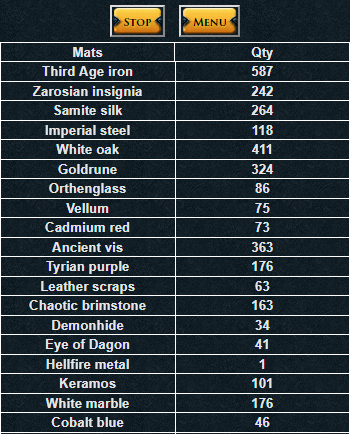 STOP MENU
Mats Qty
Third Age iron 587
Zarosian insignia 242
Samite silk 264
Imperial steel 118
White oak 411
Goldrune 324
Orthenglass 86
Vellum 75
Cadmium red 73
Ancient vis 363
Tyrian purple 176
Leather scraps 63
Chaotic brimstone 163
Demonhide 34
Eye of Dagon 41
Hellfire metal 1
Keramos 101
White marble 176
Cobalt blue 46